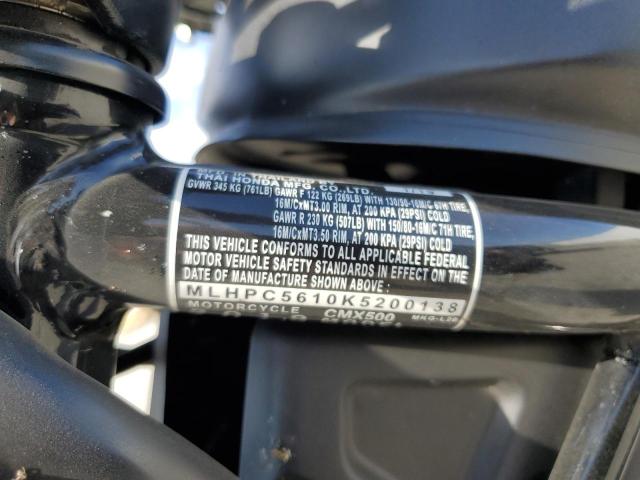 THAI HONDA MFG. CO., LTD.
GVWR 345 KG (761LB) GAWR F 122 KG (269LB) WITH 130/90-16M/C 67H TIRE,
16M/CxMT3.00 RIM, AT 200 KPA (29PSI) COLD
GAWR R 230 KG (507LB) WITH 150/80-16M/C 71H TIRE,
16M/CxMT3.50 RIM, AT 200 KPA (29PSI) COLD
THIS VEHICLE CONFORMS TO ALL APPLICABLE FEDERAL
MOTOR VEHICLE SAFETY STANDARDS IN EFFECT ON THE
DATE OF MANUFACTURE SHOWN ABOVE.
MLHPC5610K5200138
MOTORCYCLE CMX500 MKG-L20